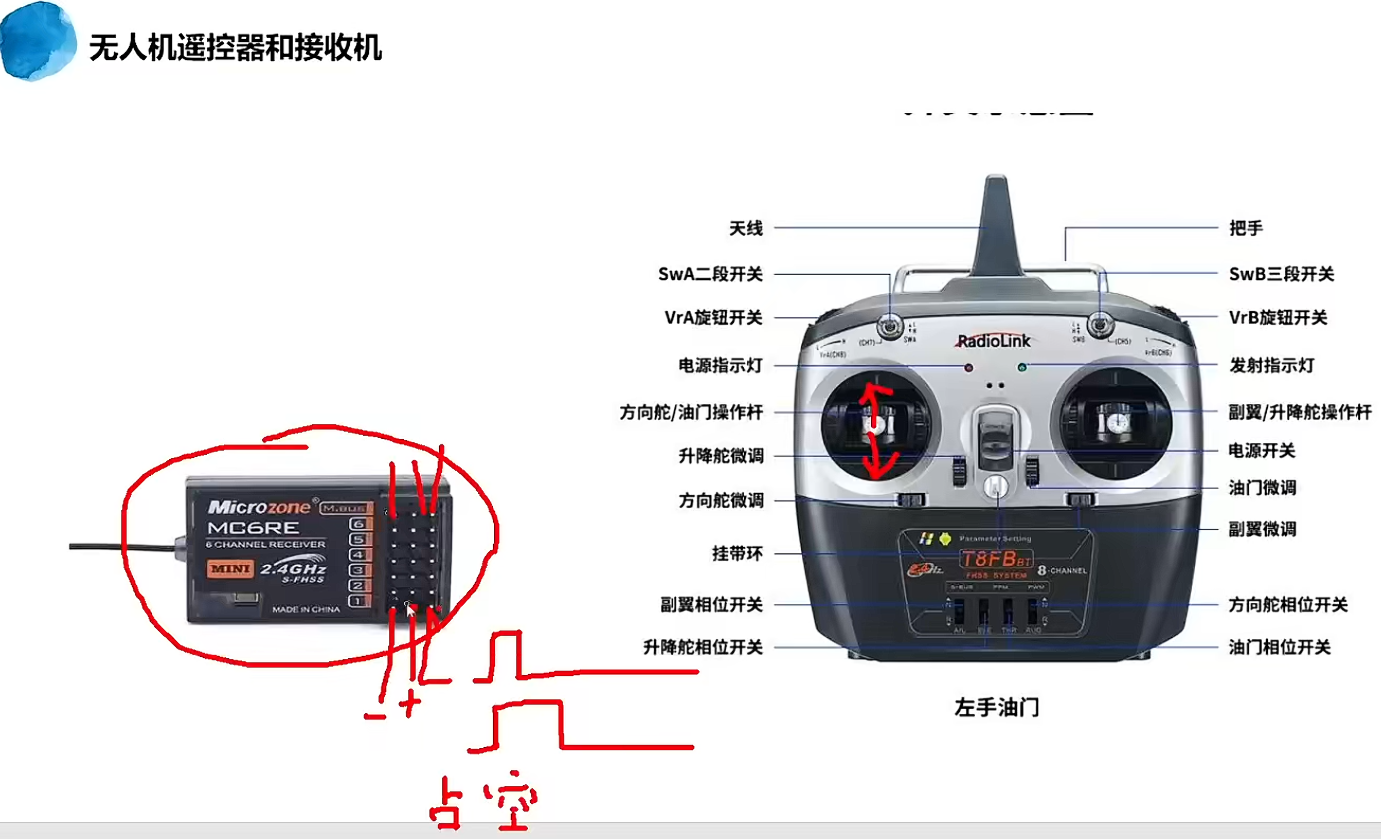 无人机遥控器和接收机
天线
把手
SwA二段开关
SwB三段开关
VrA旋钮开关
VrB旋钮开关
电源指示灯
发射指示灯
方向舵/油门操作杆
副翼/升降舵操作杆
升降舵微调
电源开关
方向舵微调
油门微调
副翼微调
挂带环
副翼相位开关
方向舵相位开关
升降舵相位开关
油门相位开关
左手油门
RadioLink
(CH7)
SWA
SWB
(CH5)
VrA(CH8)
VrB(CH6)
Parameter Setting
T8FB BT
8-CHANNEL
FHSS SYSTEM
S-BUS PPM PWM
AIL ELE THR RUD
Microzone®
M.BUS
MC6RE
6 CHANNEL RECEIVER
MINI
2.4GHz
S-FHSS
MADE IN CHINA
6
5
4
3
2
1
- +
占空